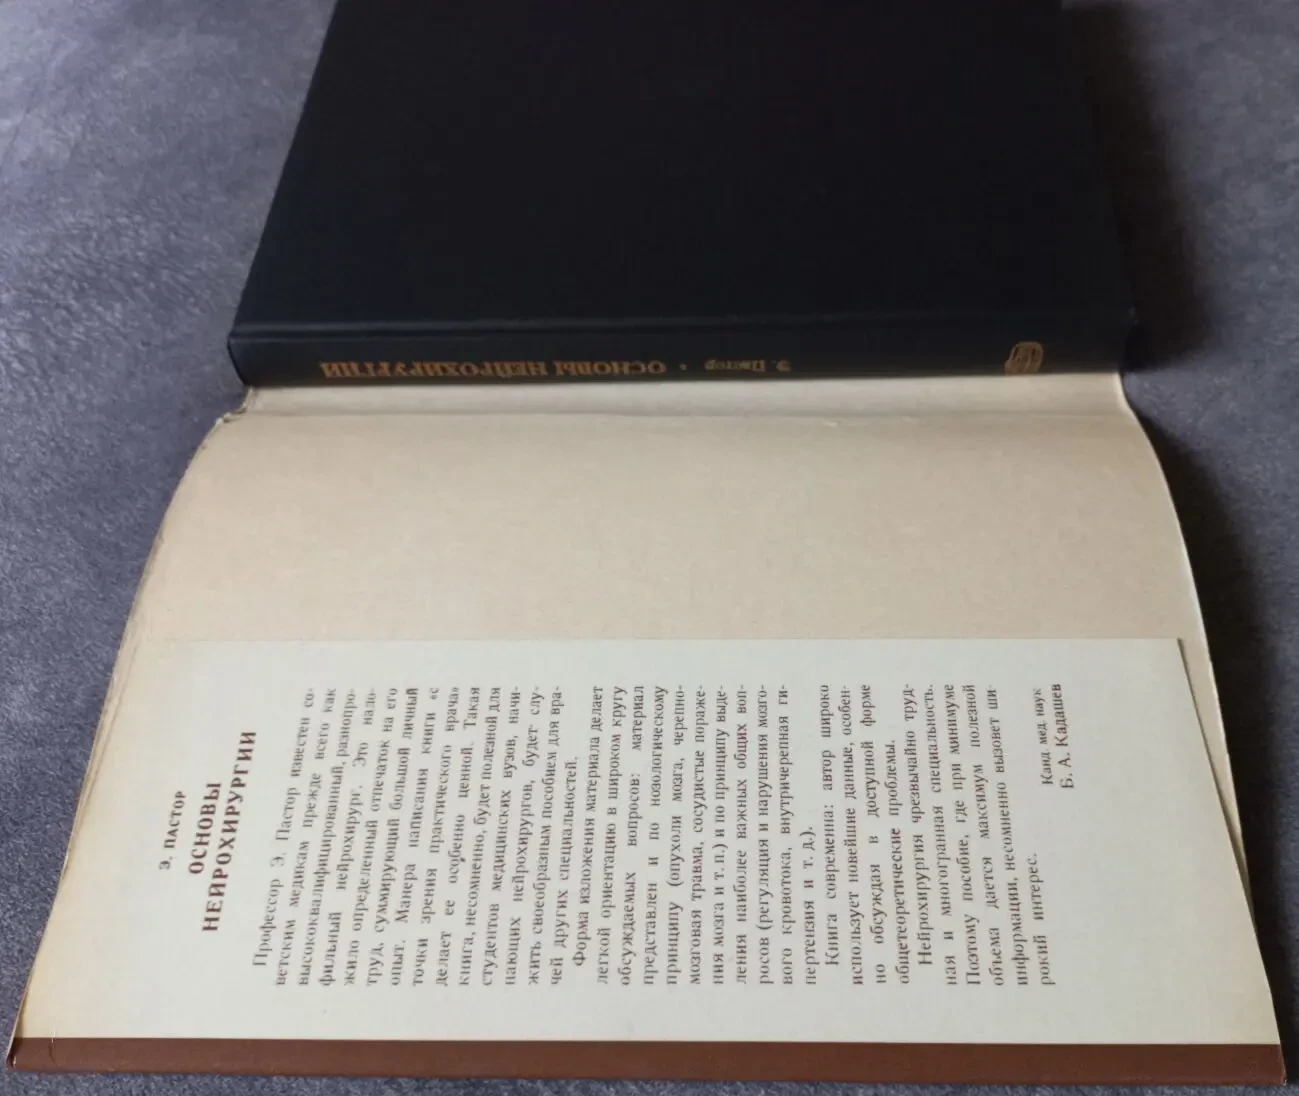 Э. Пастор • ОСНОВЫ НЕЙРОХИРУРГИИ
Э. ПАСТОР
ОСНОВЫ
НЕЙРОХИРУРГИИ
Профессор Э. Пастор известен со-
ветским медикам прежде всего как
высококвалифицированный, разнопро-
фильный нейрохирург. Это нало-
жило определенный отпечаток на его
труд, суммирующий большой личный
опыт. Манера написания книги «с
точки зрения практического врача»
делает ее особенно ценной. Такая
книга, несомненно, будет полезной для
студентов медицинских вузов, начи-
нающих нейрохирургов, будет слу-
жить своеобразным пособием для вра-
чей других специальностей.
Форма изложения материала делает
легкой ориентацию в широком кругу
обсуждаемых вопросов: материал
представлен и по нозологическому
принципу (опухоли мозга, черепно-
мозговая травма, сосудистые пораже-
ния мозга и т. п.) и по принципу выде-
ления наиболее важных общих воп-
росов (регуляция и нарушения мозго-
вого кровотока, внутричерепная ги-
пертензия и т. д.).
Книга современна: автор широко
использует новейшие данные, особен-
но обсуждая в доступной форме
общетеоретические проблемы.
Нейрохирургия чрезвычайно труд-
ная и многогранная специальность.
Поэтому пособие, где при минимуме
объема дается максимум полезной
информации, несомненно вызовет ши-
рокий интерес.
Канд. мед. наук
Б. А. Кадашев